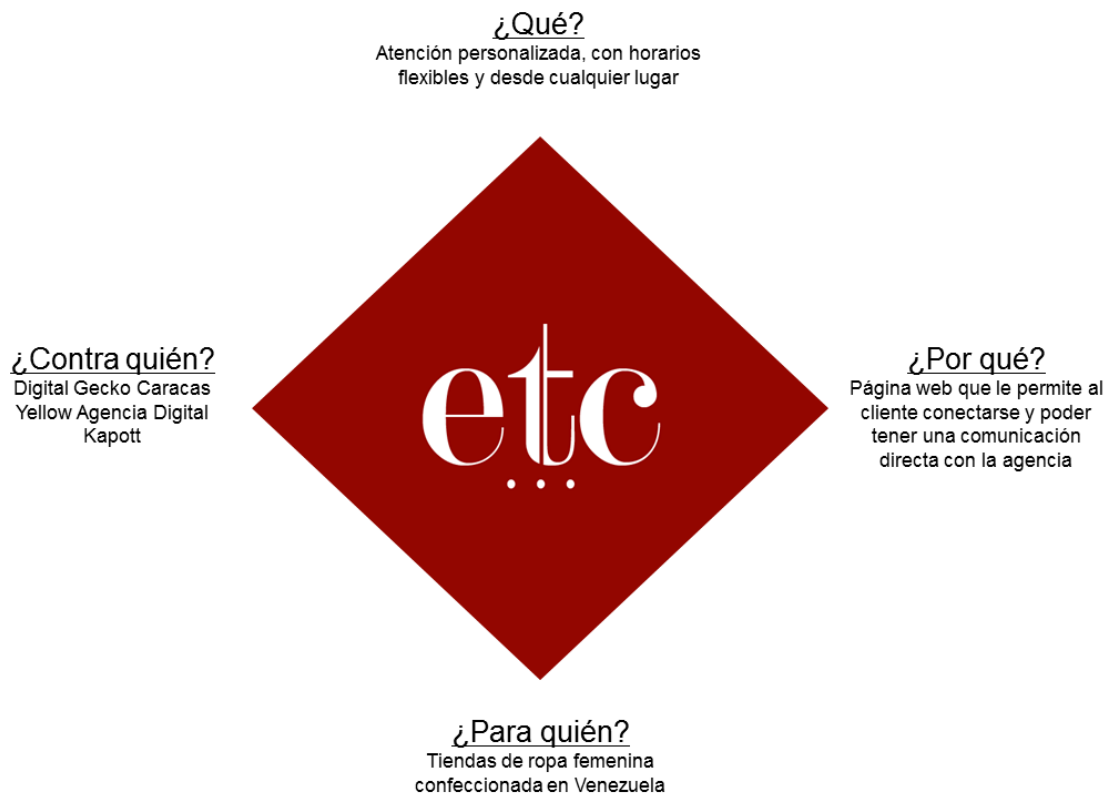 ¿Qué?
Atención personalizada, con horarios
flexibles y desde cualquier lugar
¿Contra quién?
Digital Gecko Caracas
Yellow Agencia Digital
Kapott
etc
...
¿Por qué?
Página web que le permite al
cliente conectarse y poder
tener una comunicación
directa con la agencia
¿Para quién?
Tiendas de ropa femenina
confeccionada en Venezuela